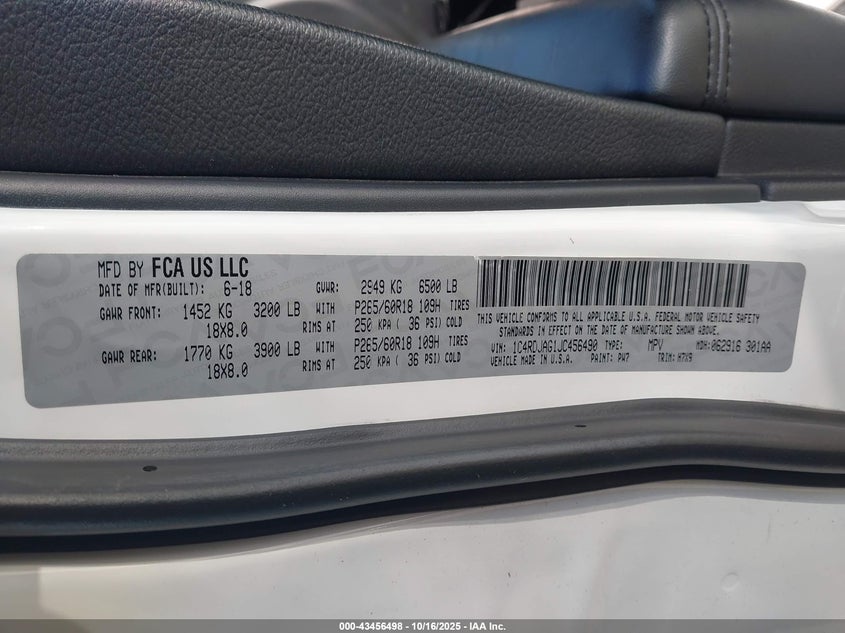 MFD BY FCA US LLC
DATE OF MFR(BUILT): 6-18 GVWR: 2949 KG 6500 LB
GAWR FRONT: 1452 KG 3200 LB WITH P265/60R18 109H TIRES
18X8.0 RIMS AT 250 KPA ( 36 PSI) COLD
GAWR REAR: 1770 KG 3900 LB WITH P265/60R18 109H TIRES
18X8.0 RIMS AT 250 KPA ( 36 PSI) COLD
THIS VEHICLE CONFORMS TO ALL APPLICABLE U.S.A. FEDERAL MOTOR VEHICLE SAFETY
STANDARDS IN EFFECT ON THE DATE OF MANUFACTURE SHOWN ABOVE.
VIN: 1C4RDJAG1JC456490 TYPE: MPV MDH: 062916 301AA
VEHICLE MADE IN U.S.A. PAINT: PW7 TRIM: H7X9
000-43456498 - 10/16/2025 - IAA Inc.